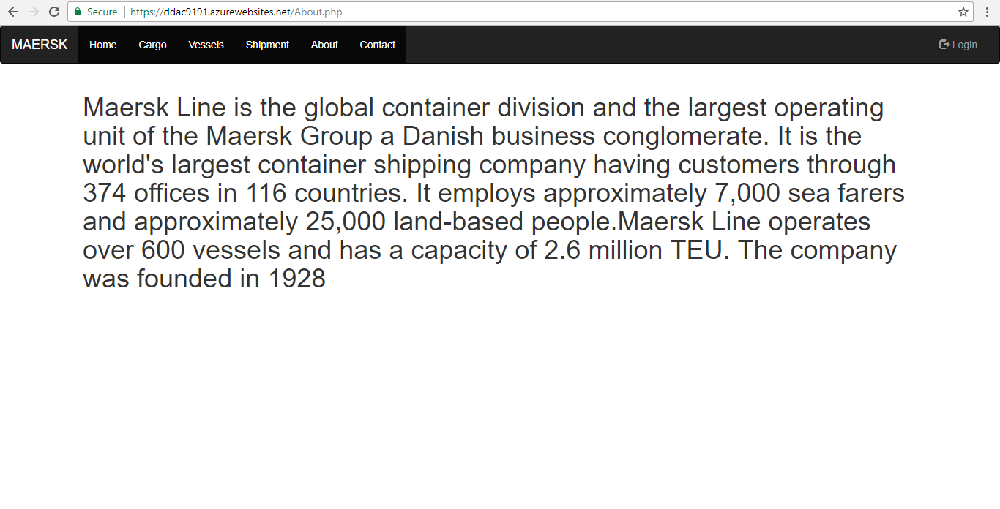 Secure https://ddac9191.azurewebsites.net/About.php
MAERSK Home Cargo Vessels Shipment About Contact Login
Maersk Line is the global container division and the largest operating
unit of the Maersk Group a Danish business conglomerate. It is the
world's largest container shipping company having customers through
374 offices in 116 countries. It employs approximately 7,000 sea farers
and approximately 25,000 land-based people.Maersk Line operates
over 600 vessels and has a capacity of 2.6 million TEU. The company
was founded in 1928